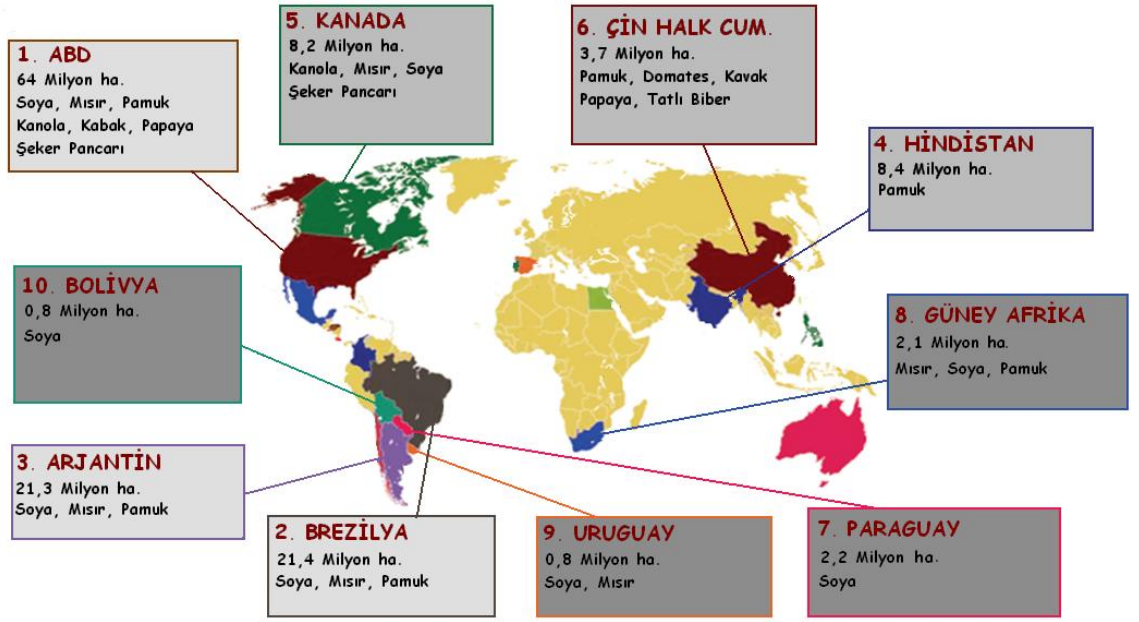 1. ABD
64 Milyon ha.
Soya, Mısır, Pamuk
Kanola, Kabak, Papaya
Şeker Pancarı
5. KANADA
8,2 Milyon ha.
Kanola, Mısır, Soya
Şeker Pancarı
6. ÇİN HALK CUM.
3,7 Milyon ha.
Pamuk, Domates, Kavak
Papaya, Tatlı Biber
4. HİNDİSTAN
8,4 Milyon ha.
Pamuk
10. BOLİVYA
0,8 Milyon ha.
Soya
8. GÜNEY AFRİKA
2,1 Milyon ha.
Mısır, Soya, Pamuk
3. ARJANTİN
21,3 Milyon ha.
Soya, Mısır, Pamuk
2. BREZİLYA
21,4 Milyon ha.
Soya, Mısır, Pamuk
9. URUGUAY
0,8 Milyon ha.
Soya, Mısır
7. PARAGUAY
2,2 Milyon ha.
Soya